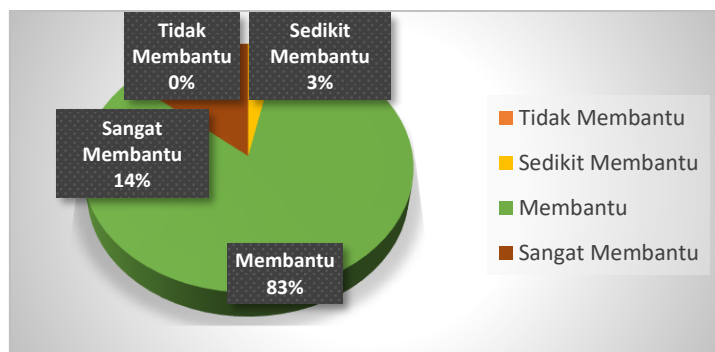 Tidak
Membantu
0%
Sedikit
Membantu
3%
Sangat
Membantu
14%
Membantu
83%
Tidak Membantu
Sedikit Membantu
Membantu
Sangat Membantu